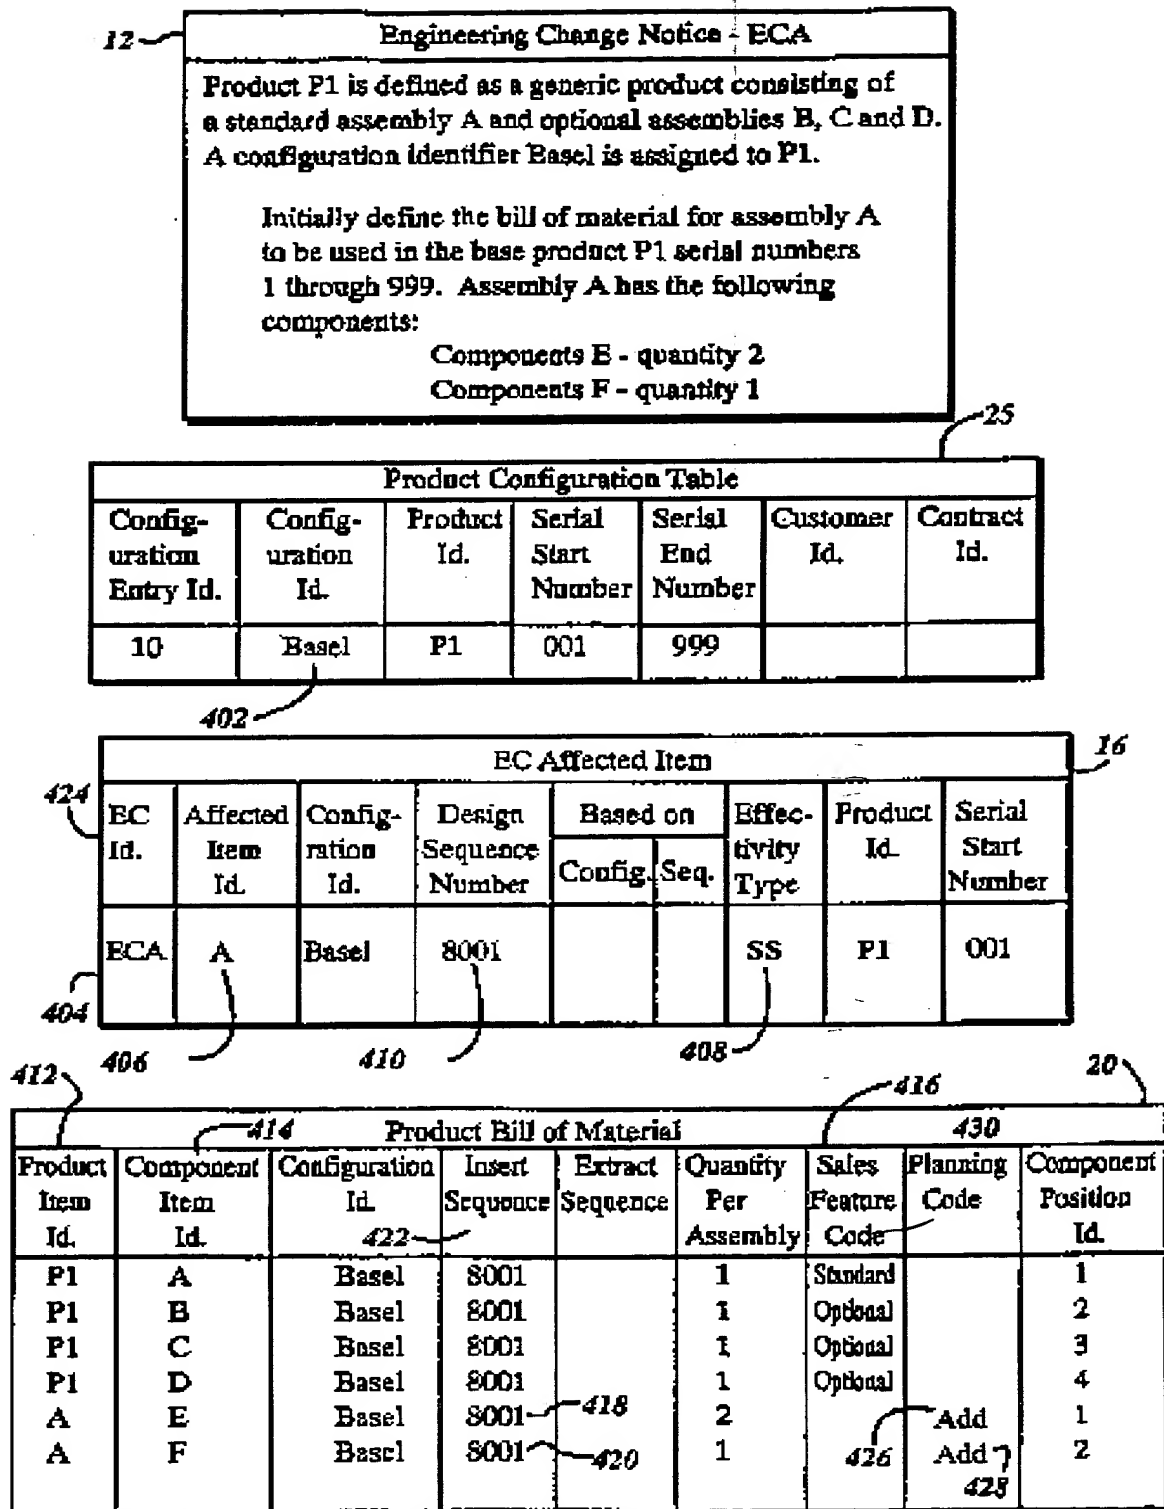 12
Engineering Change Notice - ECA
Product P1 is defined as a generic product consisting of
a standard assembly A and optional assemblies B, C and D.
A configuration identifier Basel is assigned to P1.
Initially define the bill of material for assembly A
to be used in the base product P1 serial numbers
1 through 999. Assembly A has the following
components:
Components E - quantity 2
Components F - quantity 1
25
Product Configuration Table
Config- Config- Product Serial Serial Customer Contract
uration uration Id. Start End Id. Id.
Entry Id. Id. Number Number
10 Basel P1 001 999
402
EC Affected Item
16
424
EC Affected Config- Design Based on Effec- Product Serial
Id. Item ration Sequence Config. Seq. tivity Id. Start
Id. Id. Number Type Number
ECA A Basel 8001 SS P1 001
404
406 410 408
412 416 20
414 Product Bill of Material 430
Product Component Configuration Insert Extract Quantity Sales Planning Component
Item Item Id. Sequence Sequence Per Feature Code Position
Id. Id. 422 Assembly Code Id.
P1 A Basel 8001 1 Standard 1
P1 B Basel 8001 1 Optional 2
P1 C Basel 8001 1 Optional 3
P1 D Basel 8001 1 Optional 4
A E Basel 8001 418 2 Add 1
A F Basel 8001 420 1 426 Add 2
428